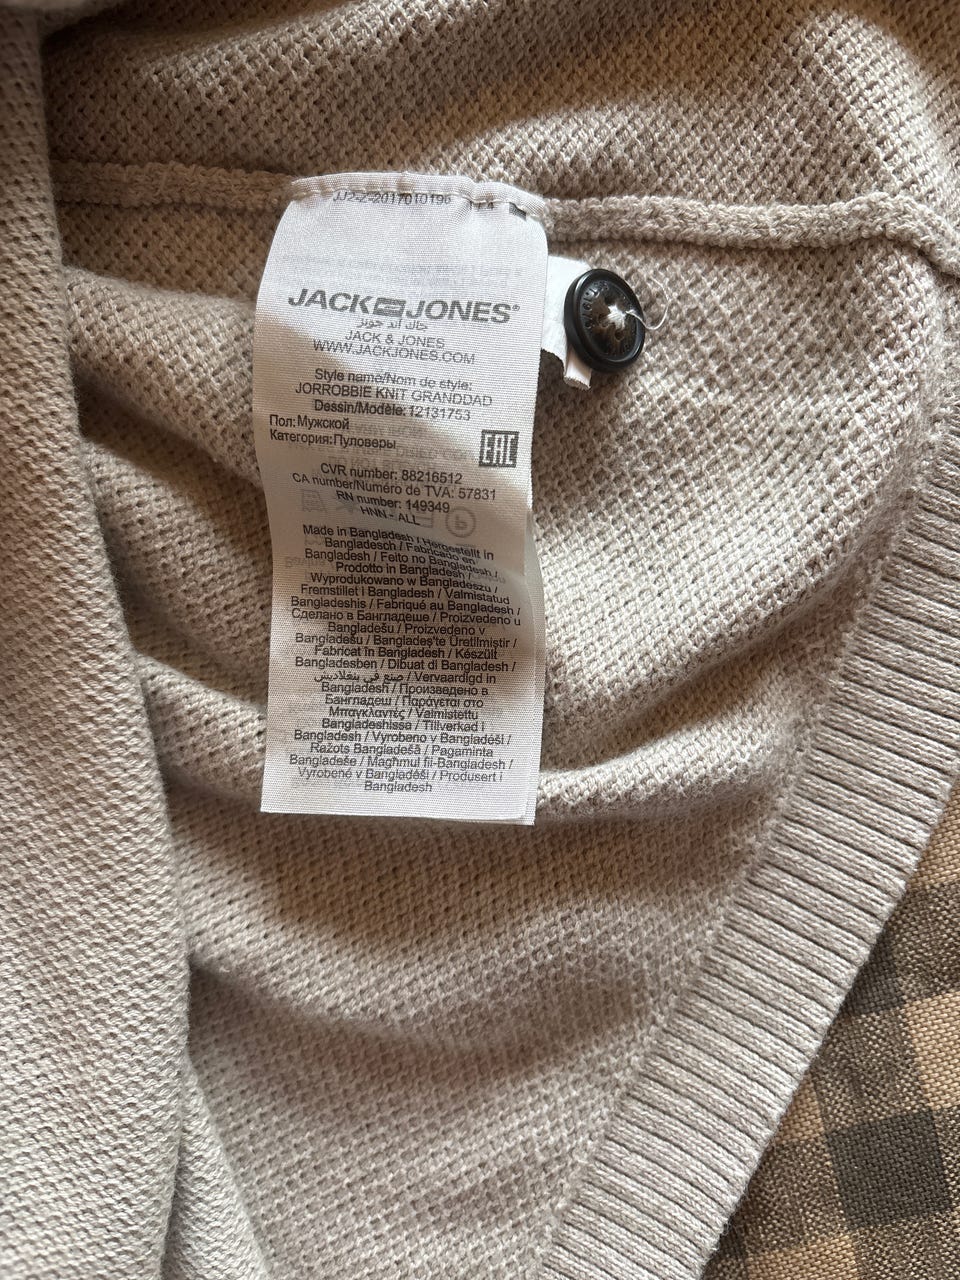 JJ2-Z-2017010196
JACK JONES®
جاك آند جونز
JACK & JONES
WWW.JACKJONES.COM
Style name/Nom de style:
JORROBBIE KNIT GRANDDAD
Dessin/Modèle: 12131753
Пол:Мужской
Категория:Пуловеры
EAC
CVR number: 88216512
CA number/Numéro de TVA: 57831
RN number: 149349
HNN - ALL
Made in Bangladesh / Hergestellt in
Bangladesch / Fabricado en
Bangladesh / Feito no Bangladesh /
Prodotto in Bangladesh /
Wyprodukowano w Bangladeszu /
Fremstillet i Bangladesh / Valmistatud
Bangladeshis / Fabriqué au Bangladesh /
Сделано в Бангладеше / Proizvedeno u
Bangladešu / Proizvedeno v
Bangladešu / Bangladeş'te Üretilmiştir /
Fabricat în Bangladesh / Készült
Bangladesben / Dibuat di Bangladesh /
صنع في بنغلاديش / Vervaardigd in
Bangladesh / Произведено в
Бангладеш / Παράγεται στο
Μπαγκλαντές / Valmistettu
Bangladeshissa / Tillverkad i
Bangladesh / Vyrobeno v Bangladéši /
Ražots Bangladešā / Pagaminta
Bangladeše / Magħmul fil-Bangladesh /
Vyrobené v Bangladéši / Produsert i
Bangladesh